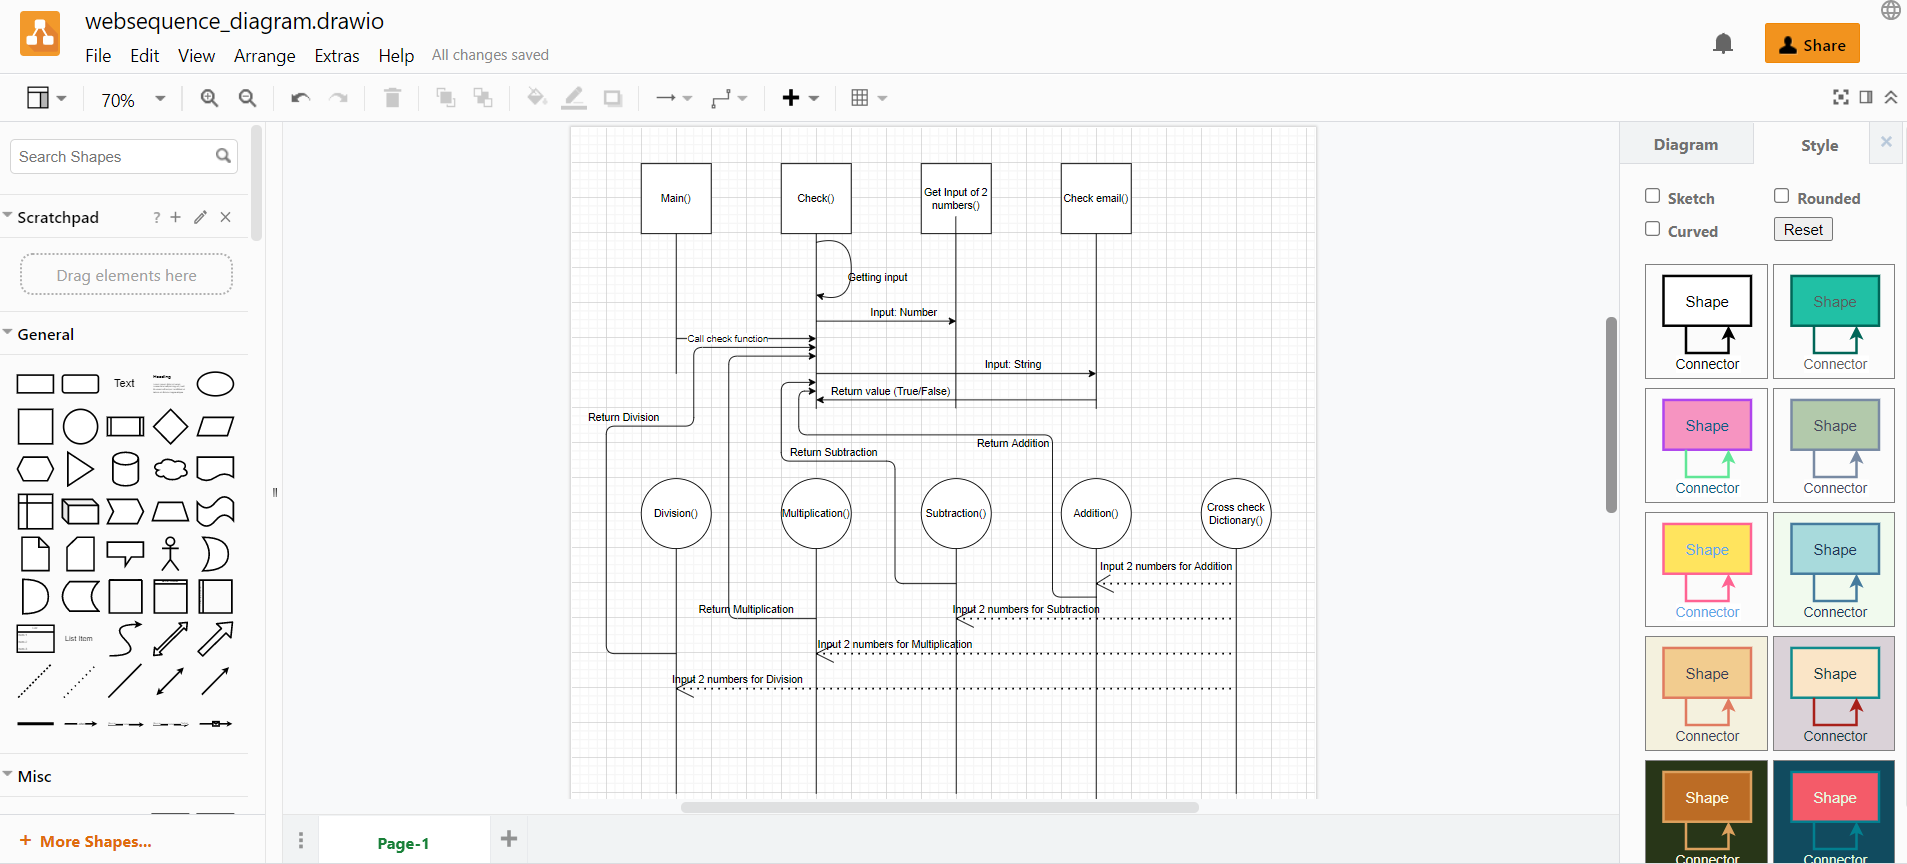 websequence_diagram.drawio
File Edit View Arrange Extras Help All changes saved
Share
70%
Search Shapes
Scratchpad
?
Drag elements here
General
Text
Heading
List Item
Misc
+ More Shapes...
Main()
Check()
Get Input of 2
numbers()
Check email()
Getting input
Input: Number
Call check function
Input: String
Return value (True/False)
Return Division
Return Addition
Return Subtraction
Division()
Multiplication()
Subtraction()
Addition()
Cross check
Dictionary()
Input 2 numbers for Addition
Return Multiplication
Input 2 numbers for Subtraction
Input 2 numbers for Multiplication
Input 2 numbers for Division
Page-1
Diagram
Style
Sketch
Rounded
Curved
Reset
Shape
Connector
Shape
Connector
Shape
Connector
Shape
Connector
Shape
Connector
Shape
Connector
Shape
Connector
Shape
Connector
Shape
Connector
Shape
Connector